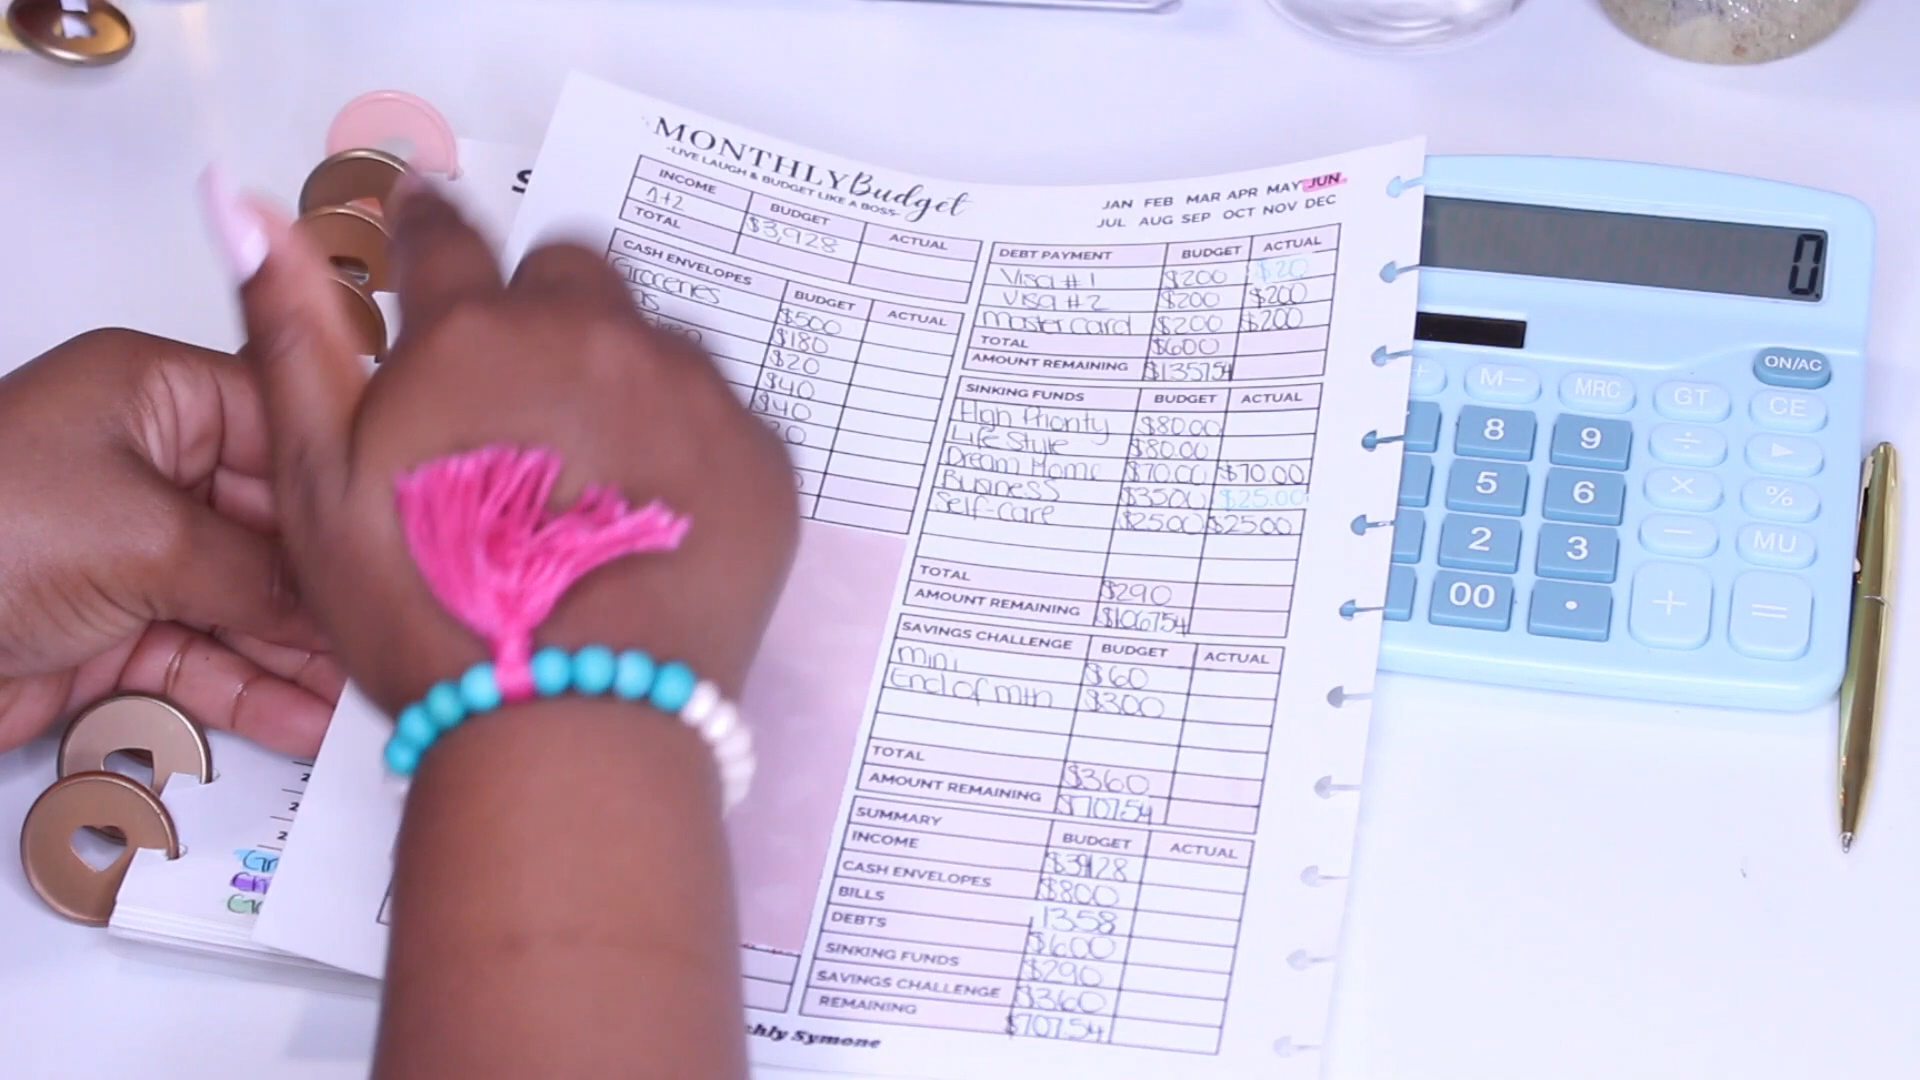 MONTHLY Budget
-LIVE LAUGH & BUDGET LIKE A BOSS-
JAN FEB MAR APR MAY JUN
JUL AUG SEP OCT NOV DEC
INCOME BUDGET ACTUAL
1+2 $3,928
TOTAL
CASH ENVELOPES BUDGET ACTUAL
Groceries $500
$180
$20
$40
$40
DEBT PAYMENT BUDGET ACTUAL
Visa #1 $200 $20
Visa #2 $200 $200
mastercard $200 $200
TOTAL $600
AMOUNT REMAINING $1357.54
SINKING FUNDS BUDGET ACTUAL
High Priority $80.00
Life Style $80.00
Dream Home $70.00 $70.00
Business $35.00 $25.00
Self-care $25.00 $25.00
TOTAL $290
AMOUNT REMAINING $1067.54
SAVINGS CHALLENGE BUDGET ACTUAL
mini $60
End of mth $300
TOTAL $360
AMOUNT REMAINING $707.54
SUMMARY BUDGET ACTUAL
INCOME $3928
CASH ENVELOPES $800
BILLS 1358
DEBTS $600
SINKING FUNDS $290
SAVINGS CHALLENGE $360
REMAINING $707.54
Symone
0.
ON/AC
M- MRC GT CE
8 9 ÷ ►
5 6 × %
2 3 − MU
00 . + =